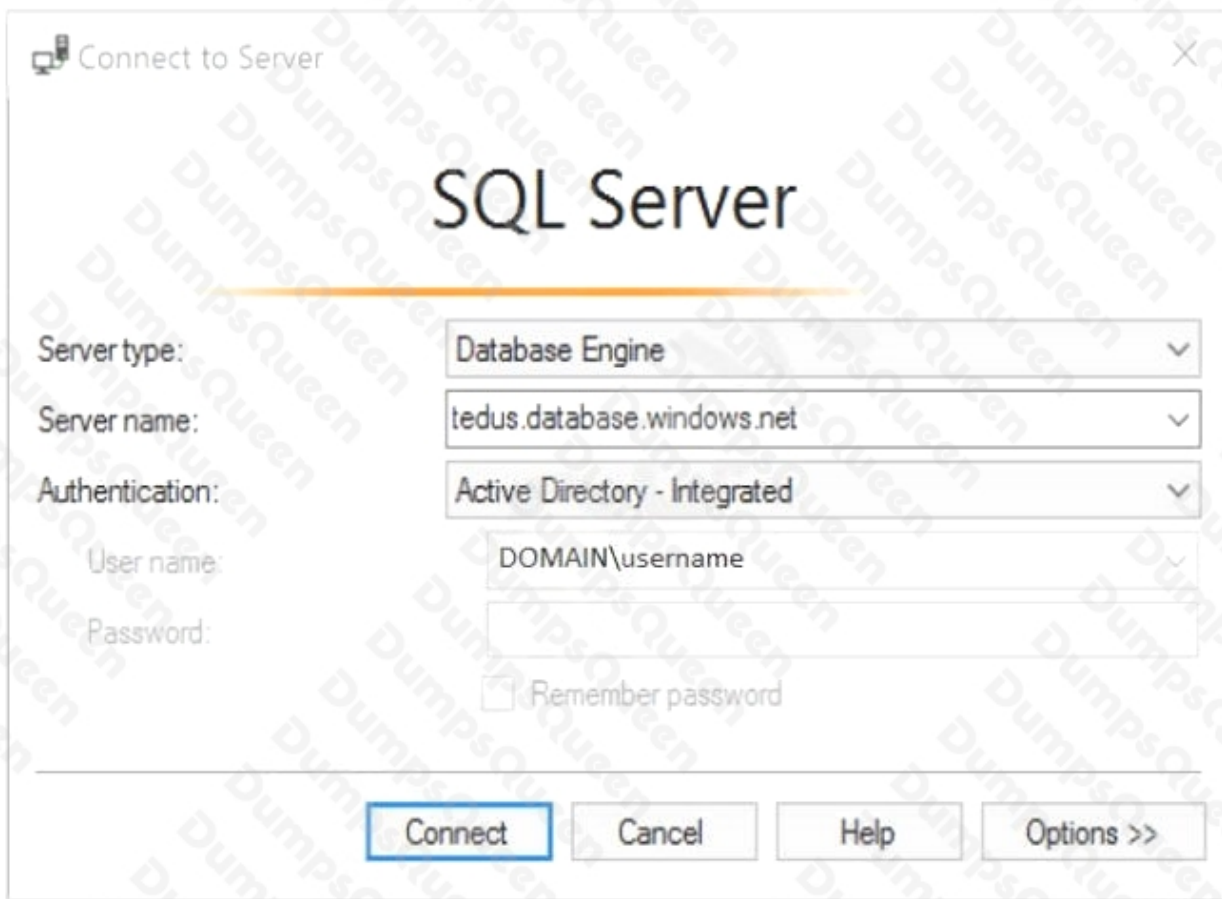 Connect to Server
SQL Server
Server type: Database Engine
Server name: tedus.database.windows.net
Authentication: Active Directory - Integrated
User name: DOMAIN\username
Password:
Remember password
Connect Cancel Help Options >>
DumpsQueen